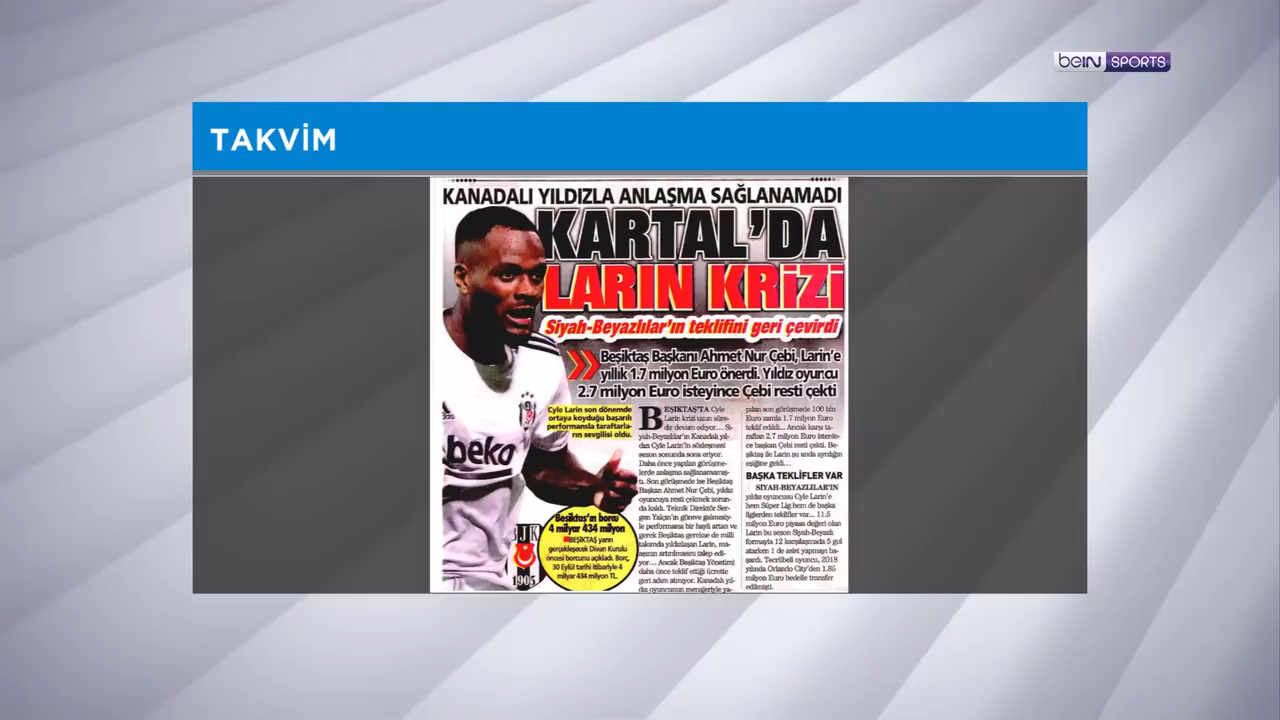 beIN SPORTS
TAKVİM
KANADALI YILDIZLA ANLAŞMA SAĞLANAMADI
KARTAL'DA
LARIN KRİZİ
Siyah-Beyazlılar'ın teklifini geri çevirdi
Beşiktaş Başkanı Ahmet Nur Çebi, Larin'e
yıllık 1.7 milyon Euro önerdi. Yıldız oyuncu
2.7 milyon Euro isteyince Çebi resti çekti
Cyle Larin son dönemde
ortaya koyduğu başarılı
performansla taraftarla-
rın sevgilisi oldu.
beko
Beşiktaş'ın borcu
4 milyar 434 milyon
BEŞİKTAŞ yarın
gerçekleşecek Divan Kurulu
öncesi borcunu açıkladı. Borç,
30 Eylül tarihi itibariyle 4
milyar 434 milyon TL.
BJK
1903
BEŞİKTAŞ'TA Cyle
Larin krizi uzun süre-
dir devam ediyor... Si-
yah-Beyazlılar'ın Kanadalı yıl-
dızı Cyle Larin'in sözleşmesi
sezon sonunda sona eriyor.
Daha önce yapılan görüşme-
lerde anlaşma sağlanamamış-
tı. Son görüşmede ise Beşiktaş
Başkanı Ahmet Nur Çebi, yıldız
oyuncuya resti çekmek zorun-
da kaldı. Teknik Direktör Ser-
gen Yalçın'ın göreve gelmesiy-
le performansı bir hayli artan ve
gerek Beşiktaş gerekse de milli
takımda yıldızlaşan Larin, ma-
aşının artırılmasını talep edi-
yor... Ancak Beşiktaş Yönetimi
daha önce teklif ettiği ücrette
geri adım atmıyor. Kanadalı yıl-
dız oyuncunun menajeriyle ya-
pılan son görüşmede 100 bin
Euro zamla 1.7 milyon Euro
teklif edildi... Ancak karşı ta-
raftan 2.7 milyon Euro istenin-
ce başkan Çebi resti çekti. Be-
şiktaş ile Larin şu anda ayrılığın
eşiğine geldi...
BAŞKA TEKLİFLER VAR
SİYAH-BEYAZLILAR'IN
yıldız oyuncusu Cyle Larin'e
hem Süper Lig hem de başka
liglerden teklifler var... 11.5
milyon Euro piyasa değeri olan
Larin bu sezon Siyah-Beyazlı
formayla 12 karşılaşmada 5 gol
atarken 1 de asist yapmayı ba-
şardı. Tecrübeli oyuncu, 2018
yılında Orlando City'den 1.85
milyon Euro bedelle transfer
edilmişti.